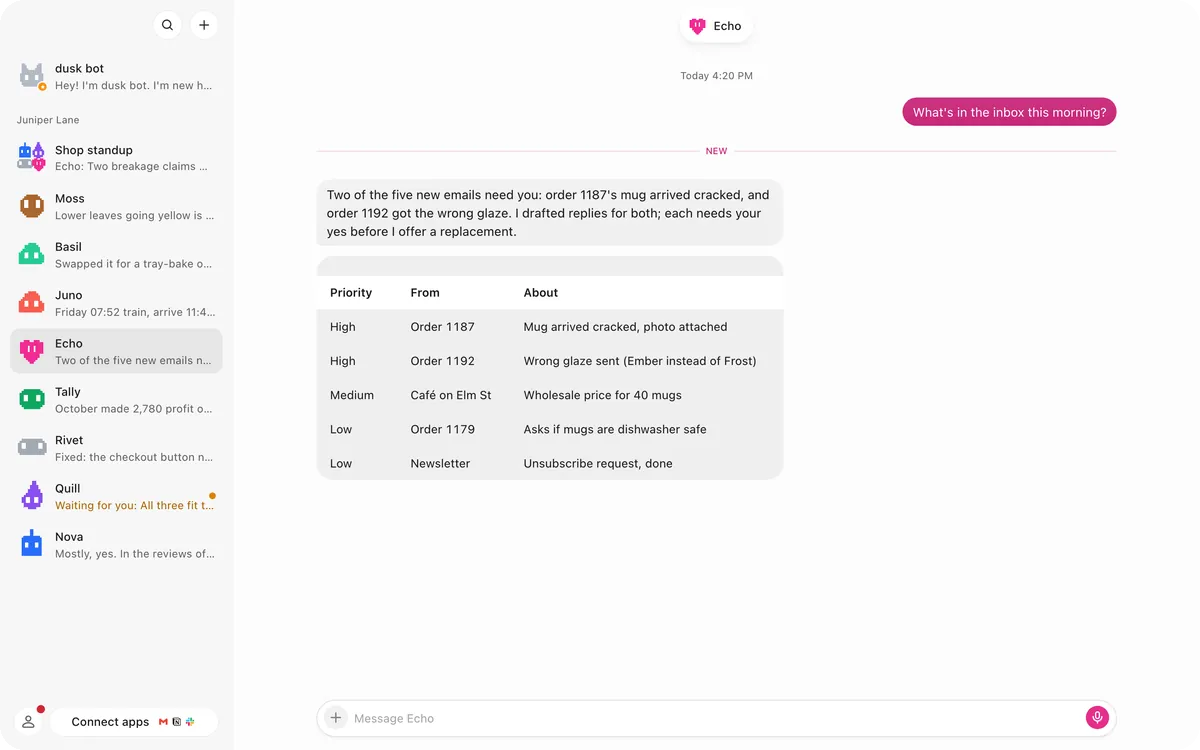 dusk bot
Hey! I'm dusk bot. I'm new h...
Juniper Lane
Shop standup
Echo: Two breakage claims ...
Moss
Lower leaves going yellow is ...
Basil
Swapped it for a tray-bake o...
Juno
Friday 07:52 train, arrive 11:4...
Echo
Two of the five new emails n...
Tally
October made 2,780 profit o...
Rivet
Fixed: the checkout button n...
Quill
Waiting for you: All three fit t...
Nova
Mostly, yes. In the reviews of...
Connect apps
Echo
Today 4:20 PM
What's in the inbox this morning?
NEW
Two of the five new emails need you: order 1187's mug arrived cracked, and
order 1192 got the wrong glaze. I drafted replies for both; each needs your
yes before I offer a replacement.
Priority From About
High Order 1187 Mug arrived cracked, photo attached
High Order 1192 Wrong glaze sent (Ember instead of Frost)
Medium Café on Elm St Wholesale price for 40 mugs
Low Order 1179 Asks if mugs are dishwasher safe
Low Newsletter Unsubscribe request, done
Message Echo